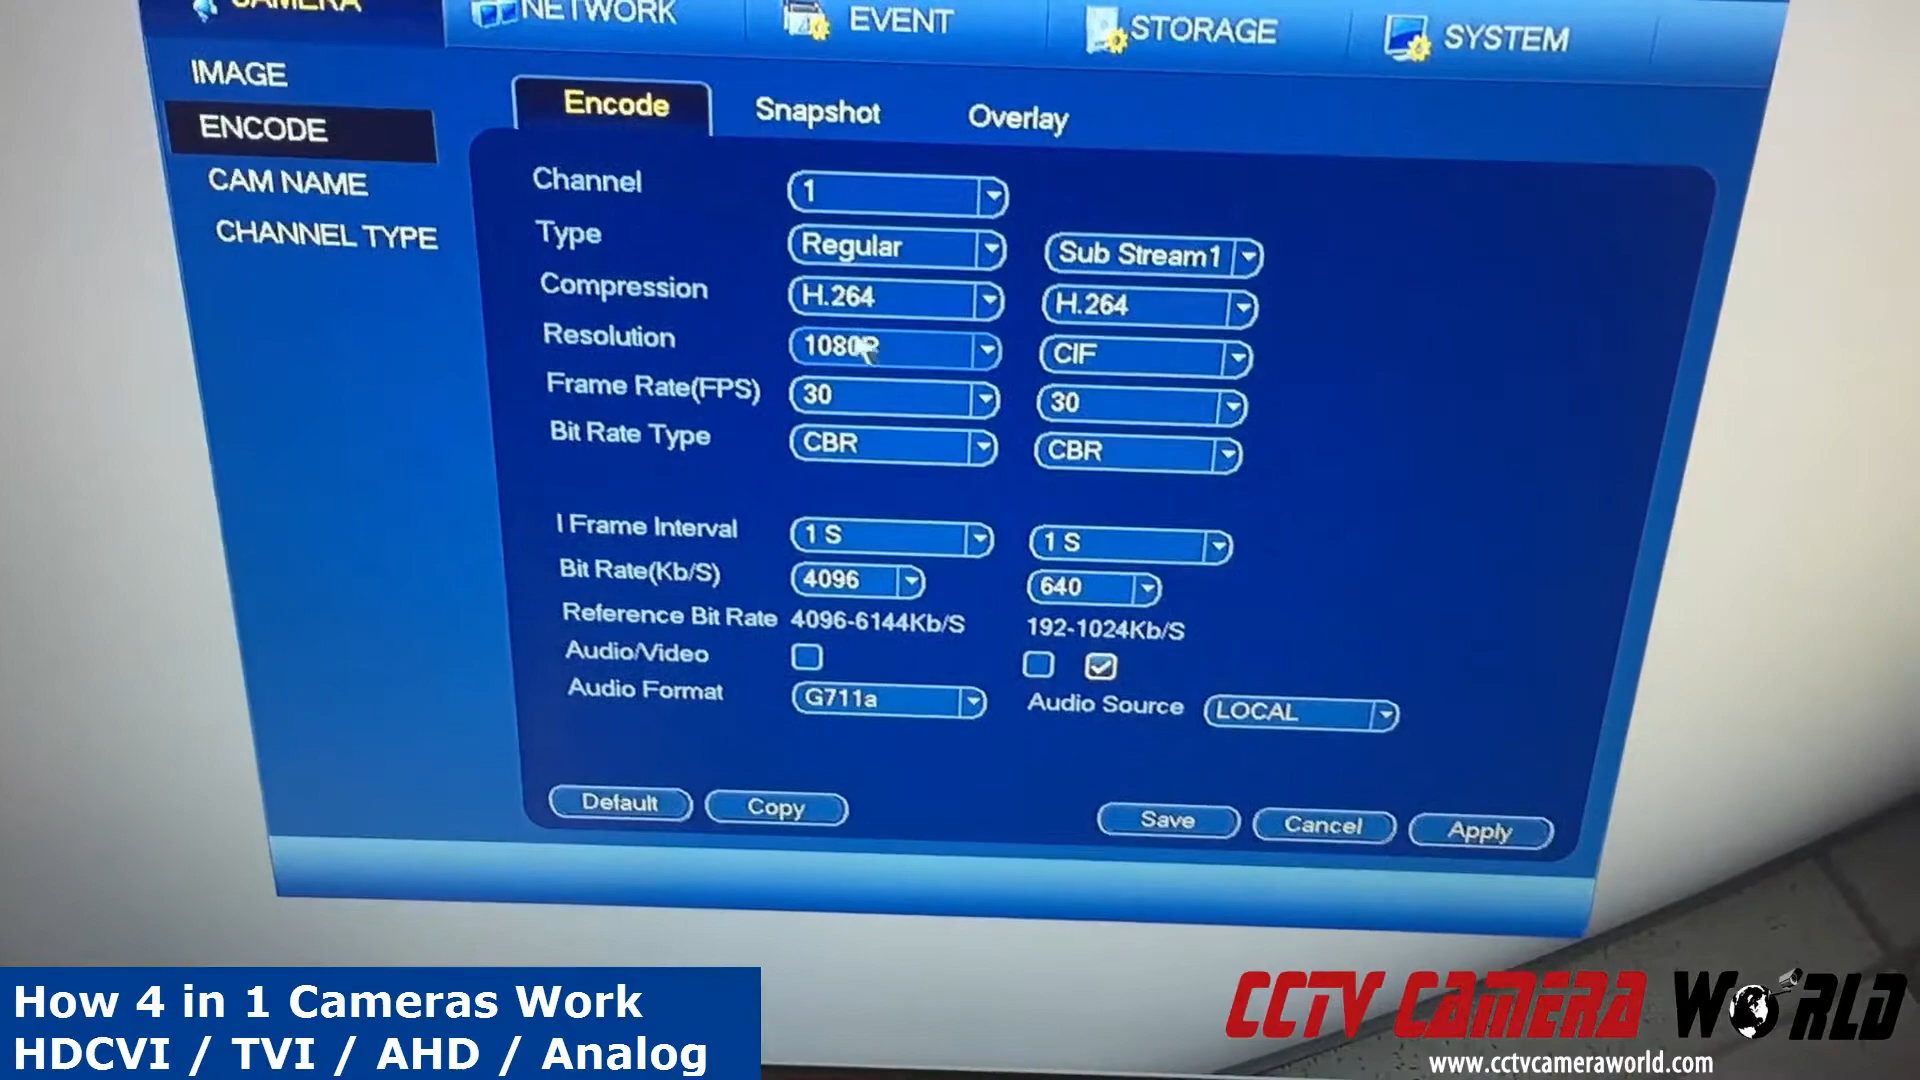 CAMERA
NETWORK
EVENT
STORAGE
SYSTEM
IMAGE
ENCODE
CAM NAME
CHANNEL TYPE
Encode
Snapshot
Overlay
Channel 1
Type Regular Sub Stream1
Compression H.264 H.264
Resolution 1080P CIF
Frame Rate(FPS) 30 30
Bit Rate Type CBR CBR
I Frame Interval 1 S 1 S
Bit Rate(Kb/S) 4096 640
Reference Bit Rate 4096-6144Kb/S 192-1024Kb/S
Audio/Video
Audio Format G711a Audio Source LOCAL
Default Copy Save Cancel Apply
How 4 in 1 Cameras Work
HDCVI / TVI / AHD / Analog
CCTV CAMERA WORLD
www.cctvcameraworld.com